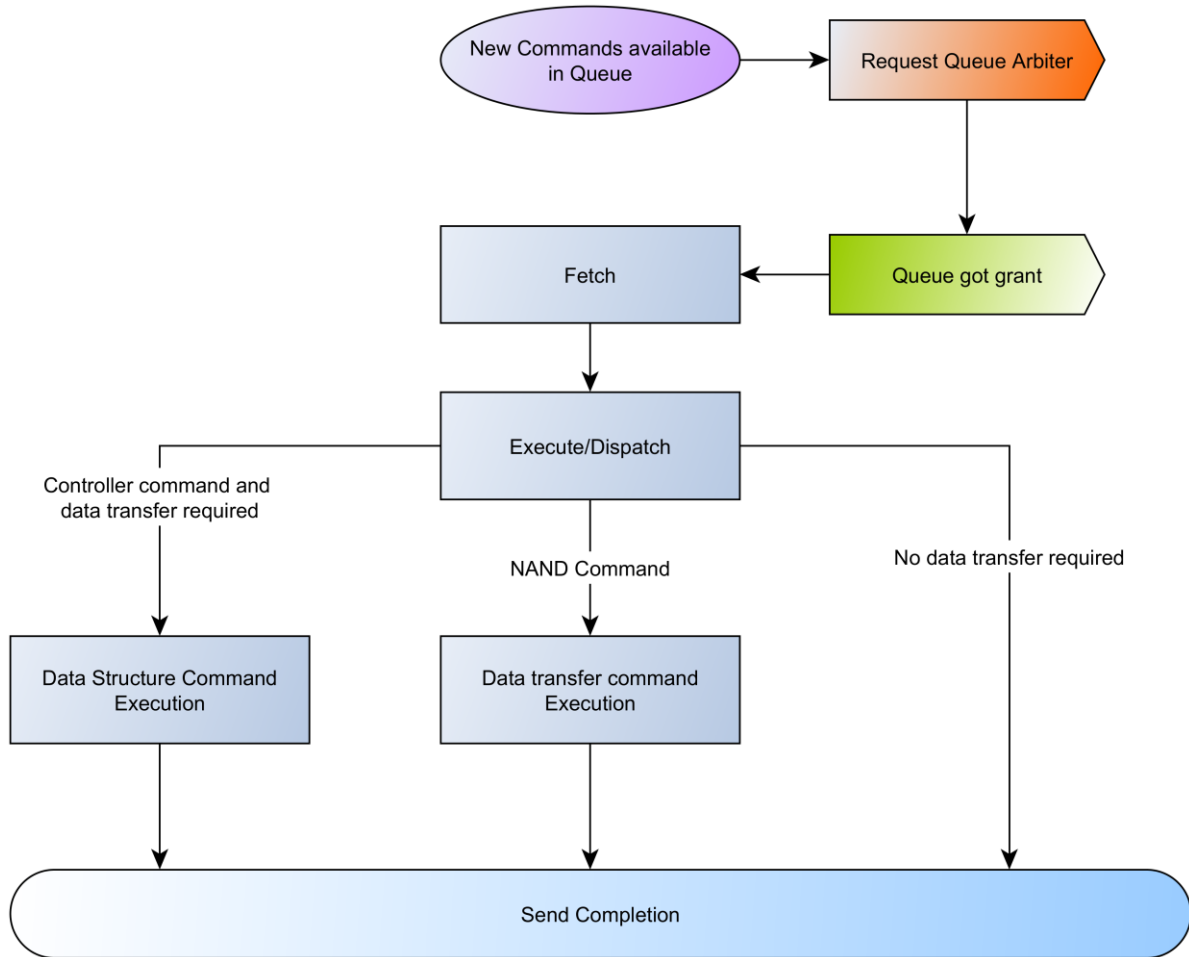 New Commands available
in Queue
Request Queue Arbiter
Queue got grant
Fetch
Execute/Dispatch
Controller command and
data transfer required
NAND Command
No data transfer required
Data Structure Command
Execution
Data transfer command
Execution
Send Completion